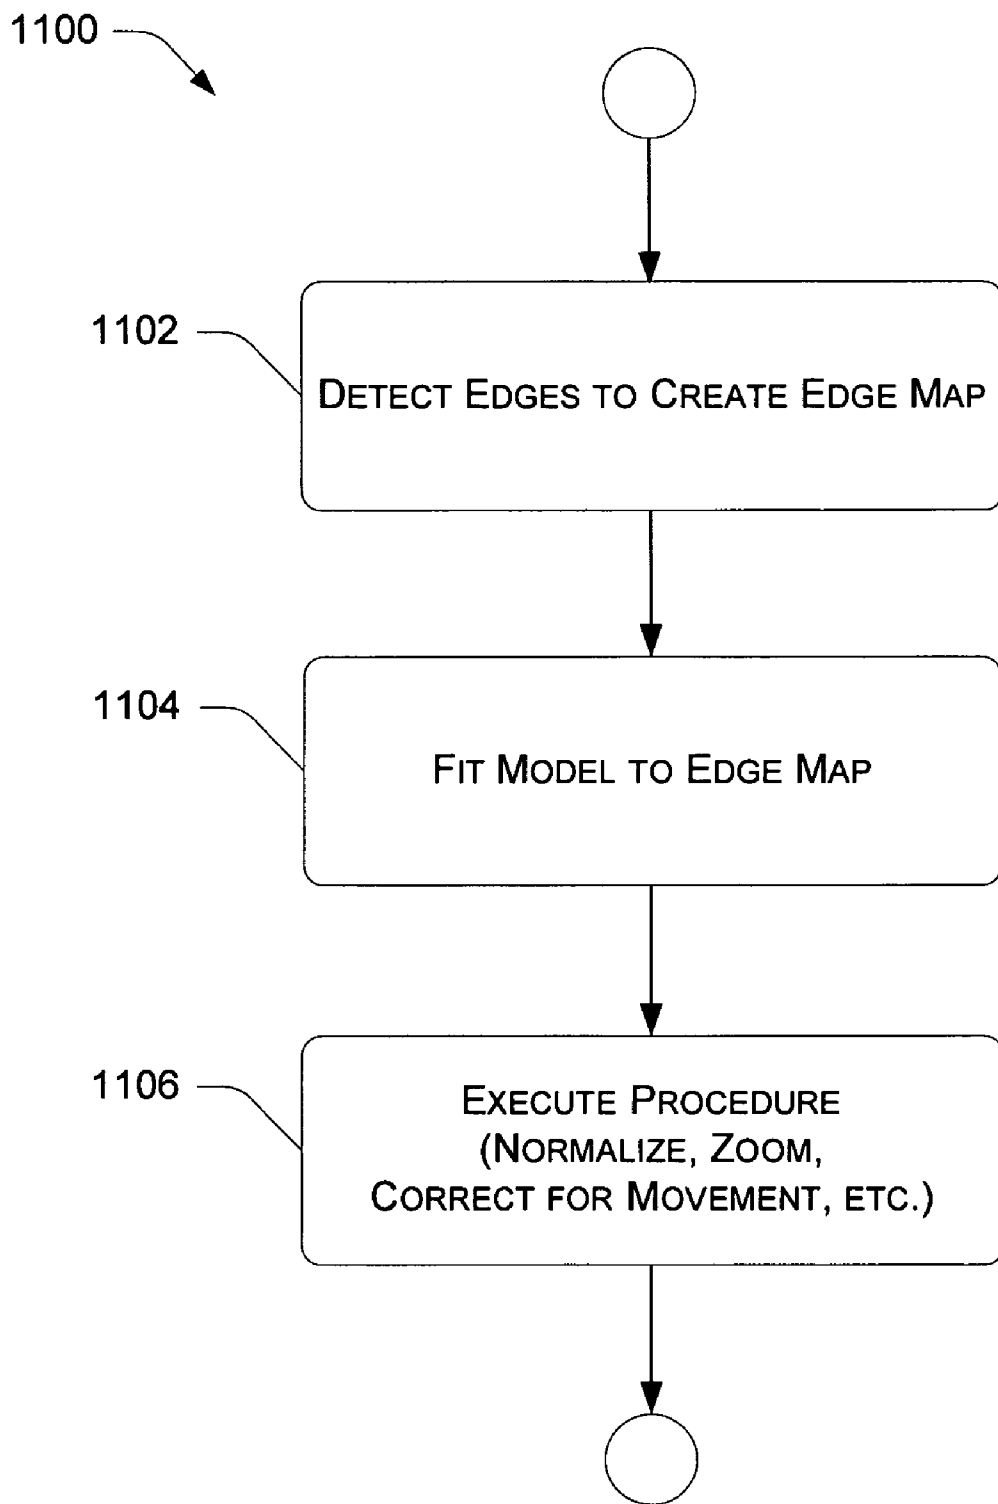 1100
1102
DETECT EDGES TO CREATE EDGE MAP
1104
FIT MODEL TO EDGE MAP
1106
EXECUTE PROCEDURE
(NORMALIZE, ZOOM,
CORRECT FOR MOVEMENT, ETC.)